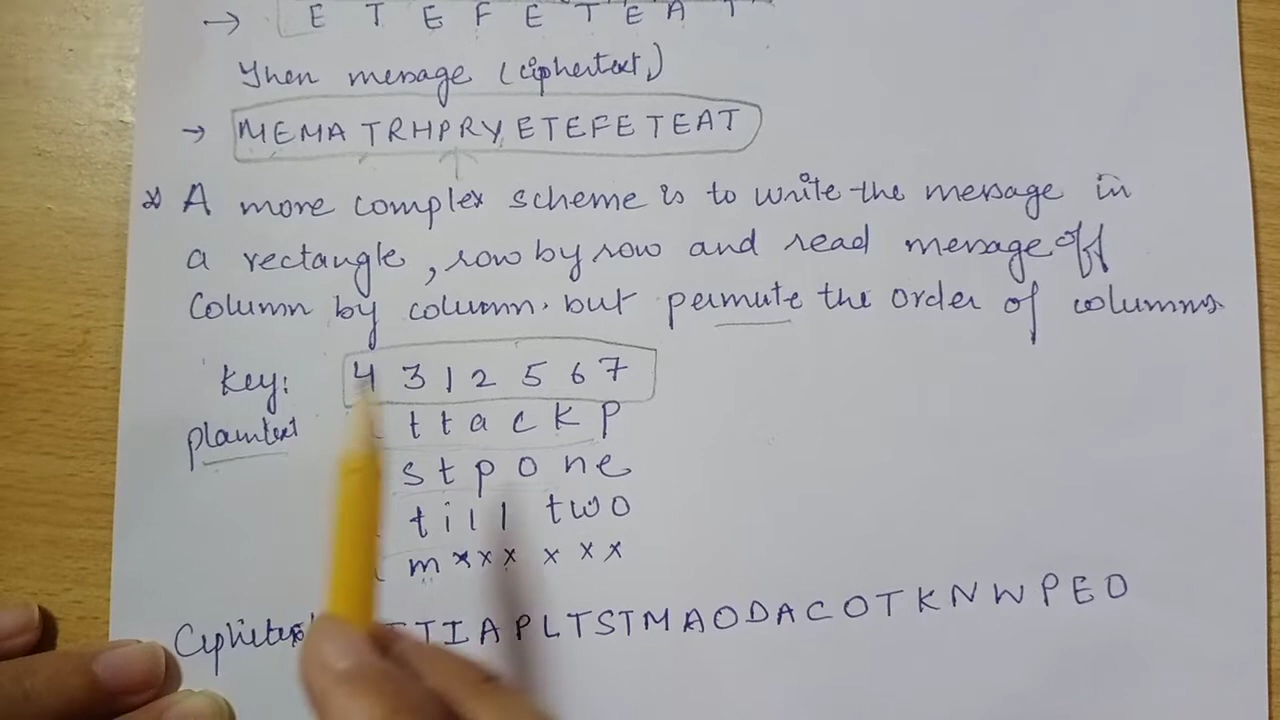 → E T E F E T E A T
Then message (ciphertext)
→ MEMATRHPRYETEFETEAT
A more complex scheme is to write the message in
a rectangle, row by row and read message off
column by column, but permute the order of columns
Key: 4 3 1 2 5 6 7
plaintext t t a c k p
s t p o n e
t i l t w o
m x x x x x x
TIAPLTSTMAODACOTKNWPEO